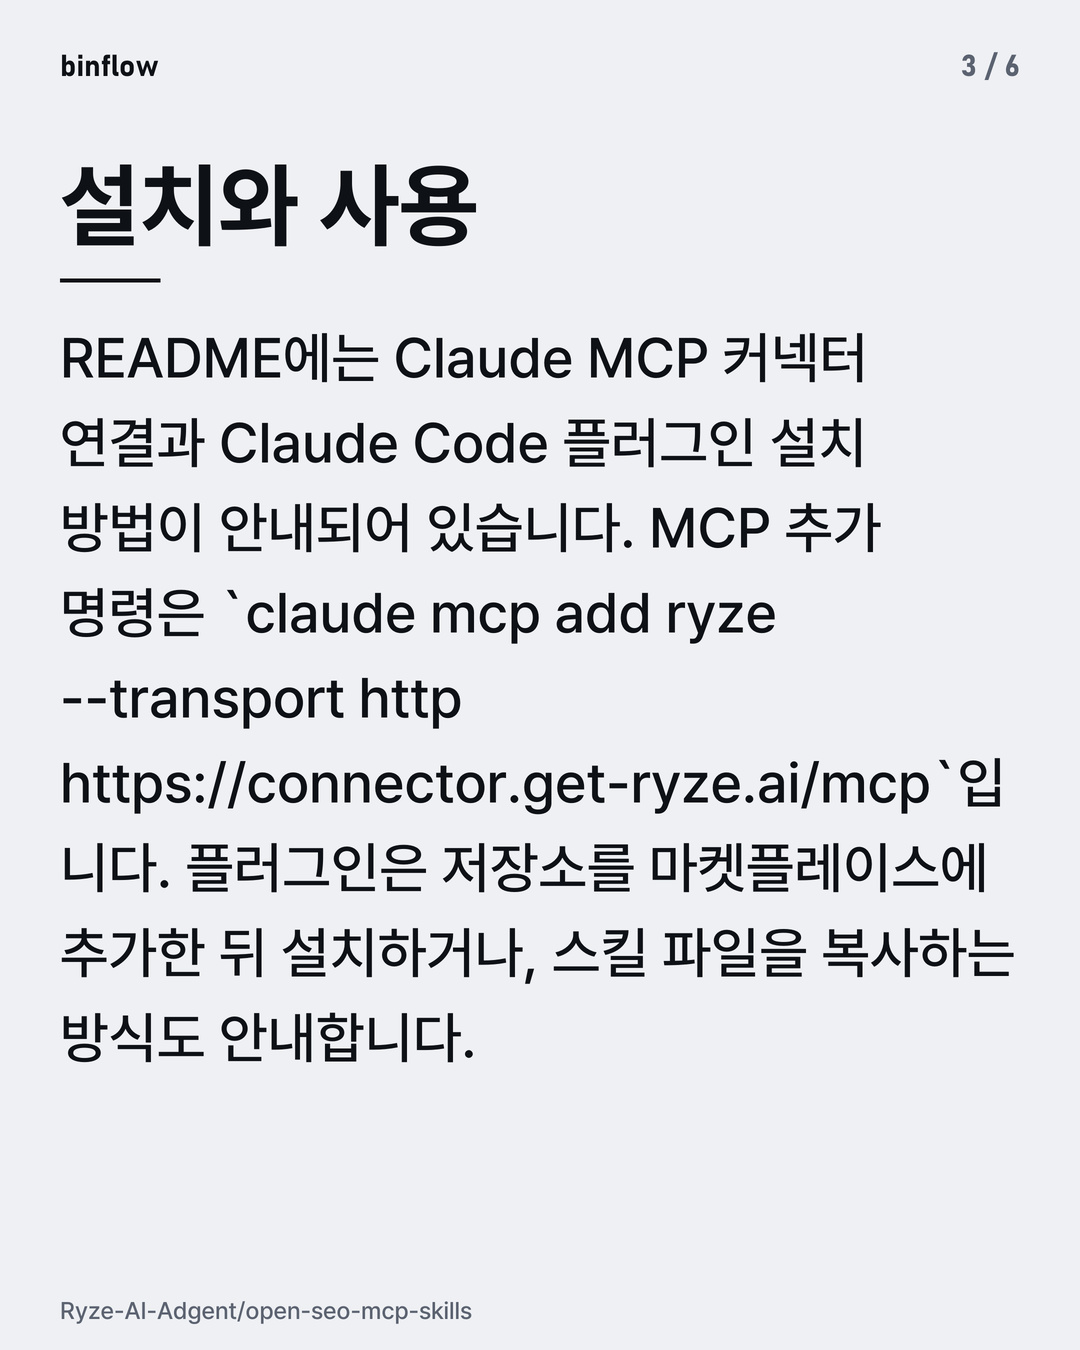 binflow
3 / 6
설치와 사용
README에는 Claude MCP 커넥터
연결과 Claude Code 플러그인 설치
방법이 안내되어 있습니다. MCP 추가
명령은 `claude mcp add ryze
--transport http
https://connector.get-ryze.ai/mcp`입
니다. 플러그인은 저장소를 마켓플레이스에
추가한 뒤 설치하거나, 스킬 파일을 복사하는
방식도 안내합니다.
Ryze-AI-Adgent/open-seo-mcp-skills